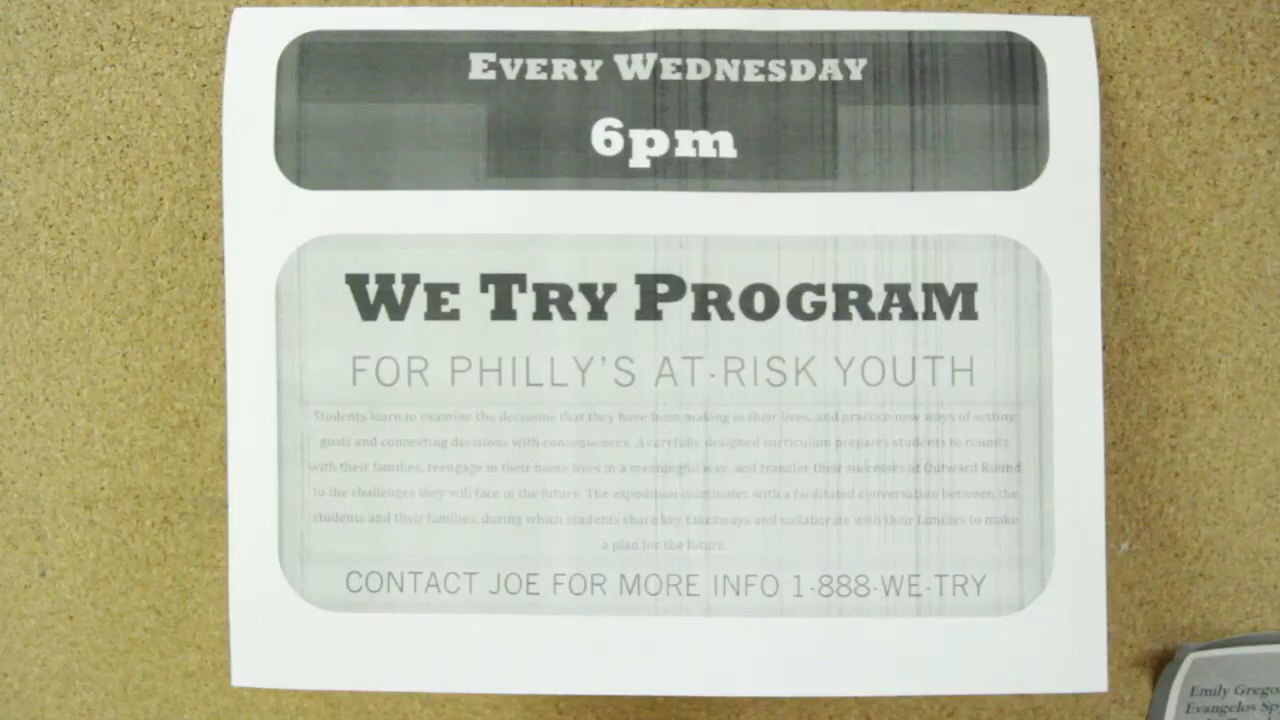 EVERY WEDNESDAY
6pm
WE TRY PROGRAM
FOR PHILLY'S AT-RISK YOUTH
Students learn to examine the decisions that they have been making in their lives, and practice new ways of setting
goals and connecting decisions with consequences. A carefully designed curriculum prepares students to reunite
with their families, reengage in their home lives in a meaningful way, and transfer their successes at Outward Bound
to the challenges they will face in the future. The expedition culminates with a facilitated conversation between the
students and their families, during which students share key takeaways and collaborate with their families to make
a plan for the future.
CONTACT JOE FOR MORE INFO 1-888-WE-TRY
Emily Grego
Evangelos Sp